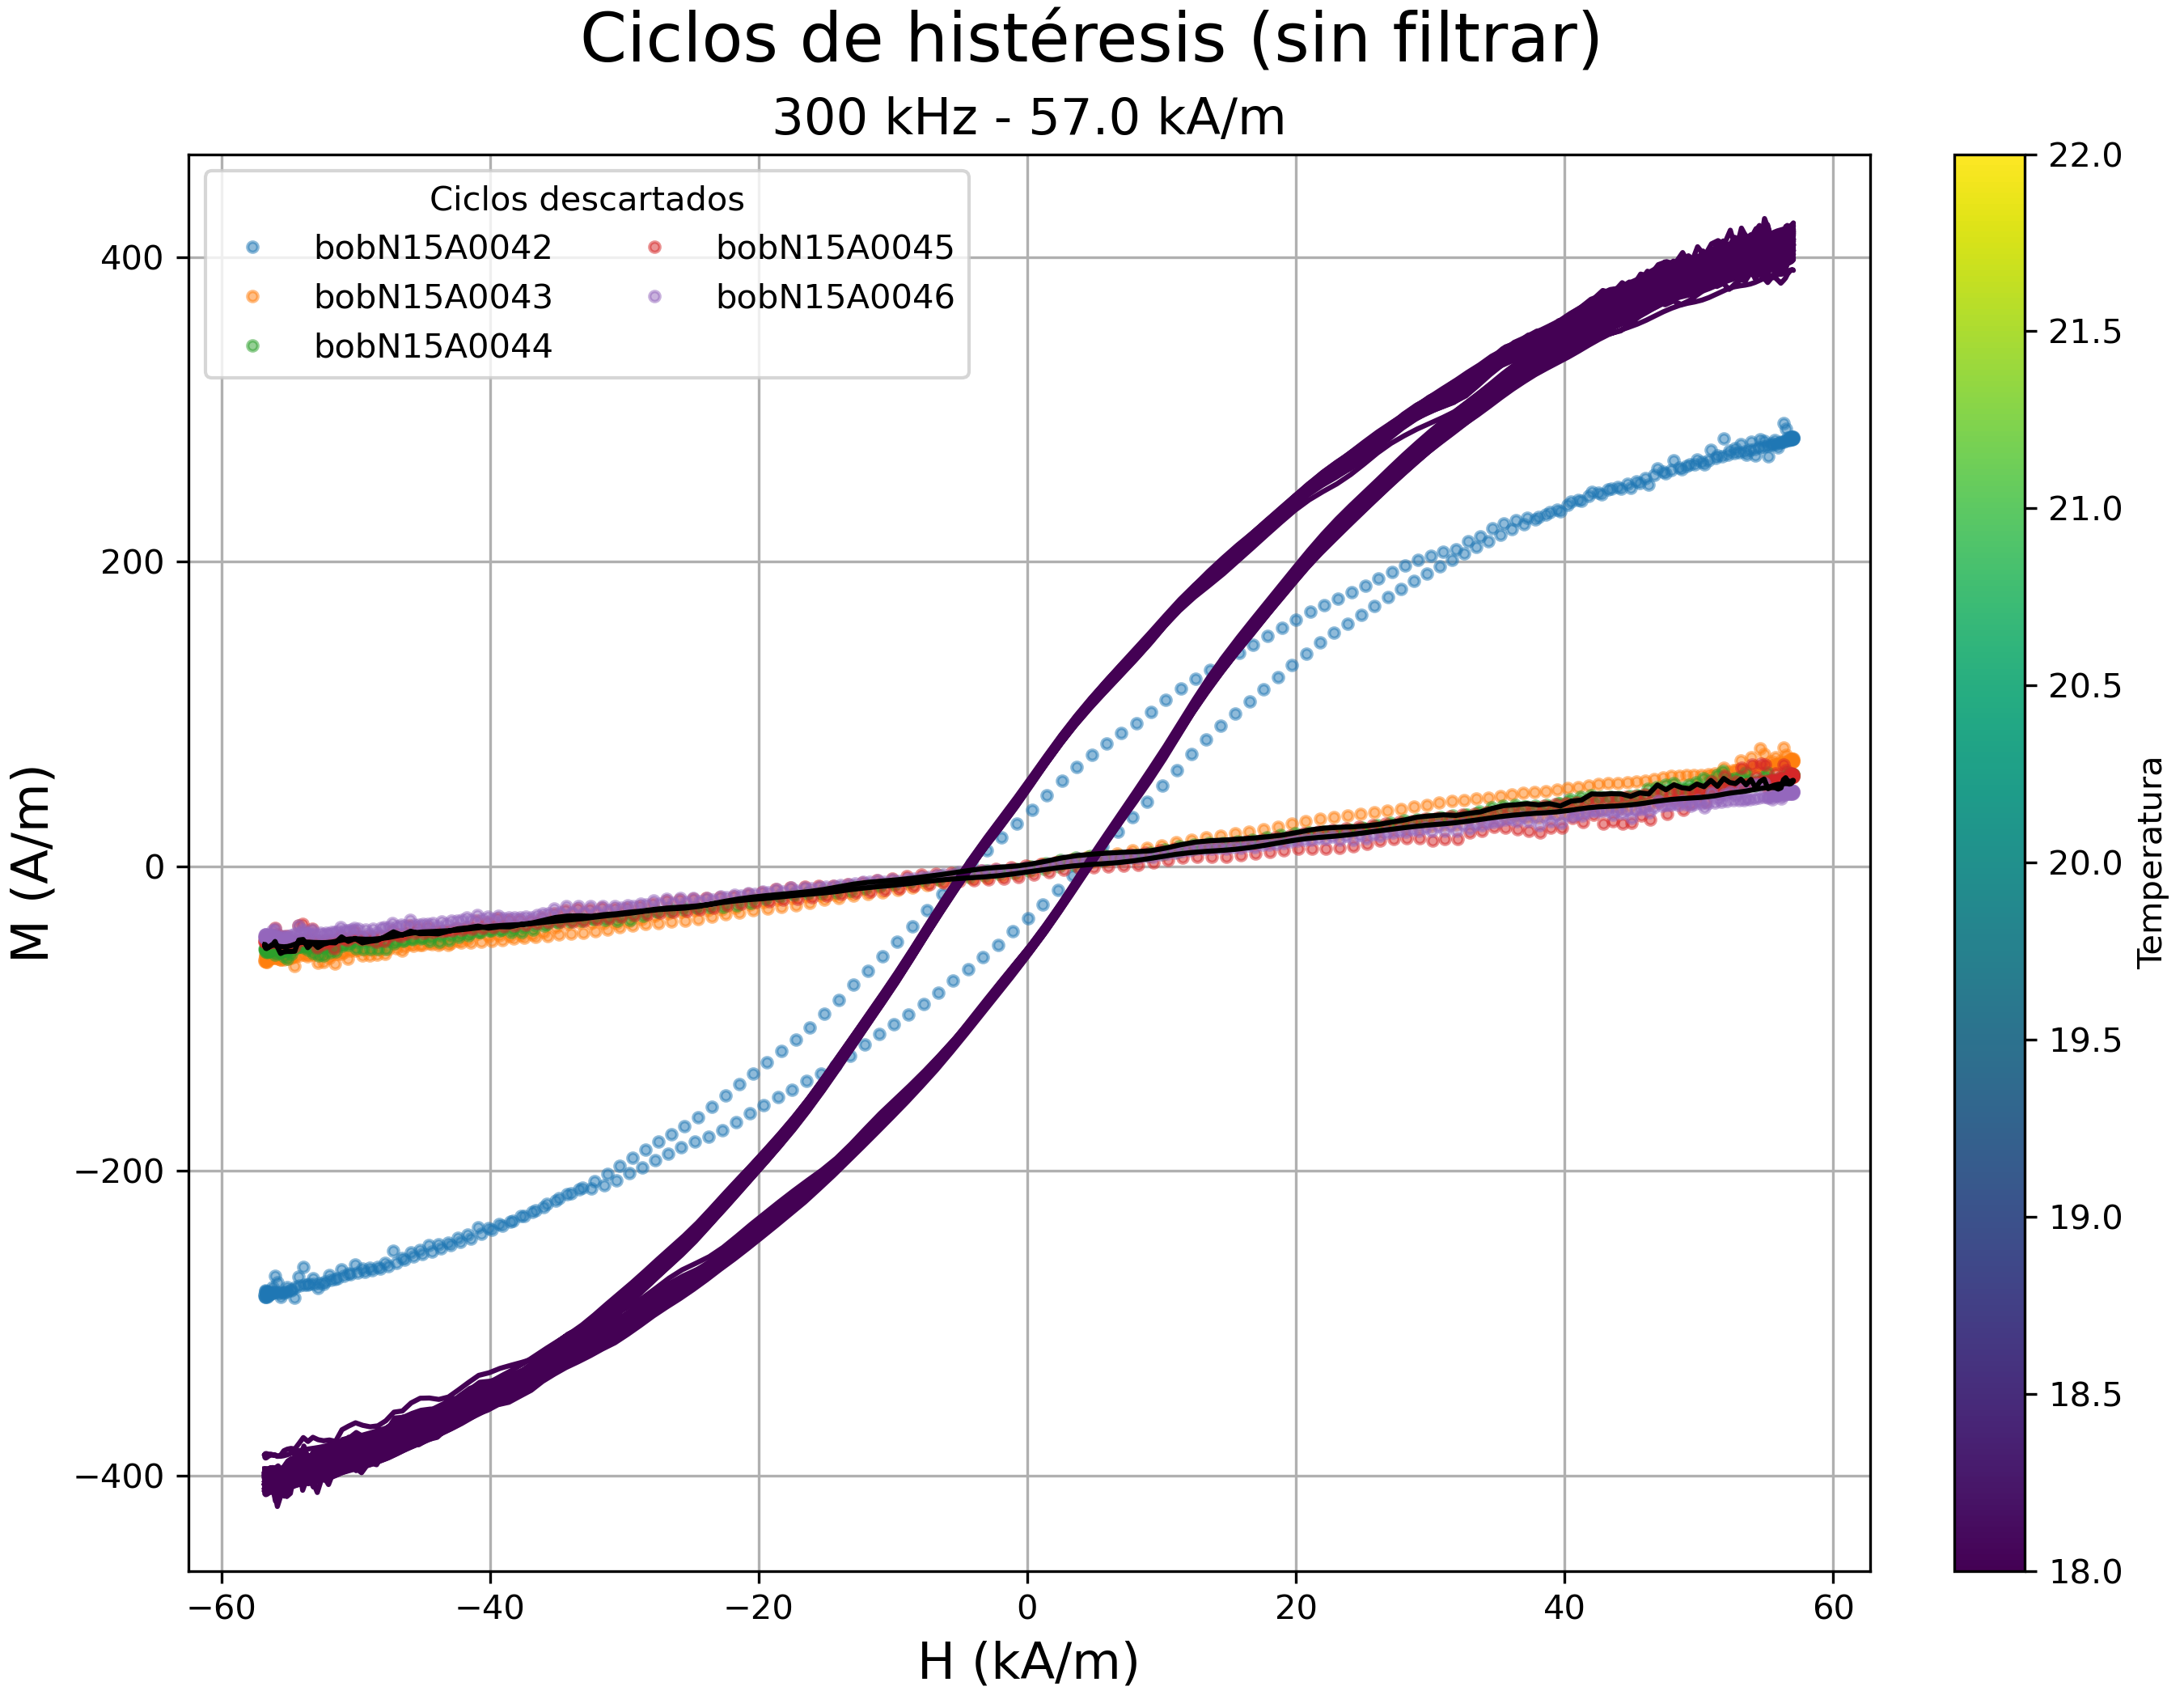 Ciclos de histéresis (sin filtrar)
300 kHz - 57.0 kA/m
Ciclos descartados
bobN15A0042
bobN15A0043
bobN15A0044
bobN15A0045
bobN15A0046
400
200
0
−200
−400
M (A/m)
−60
−40
−20
0
20
40
60
H (kA/m)
22.0
21.5
21.0
20.5
20.0
19.5
19.0
18.5
18.0
Temperatura